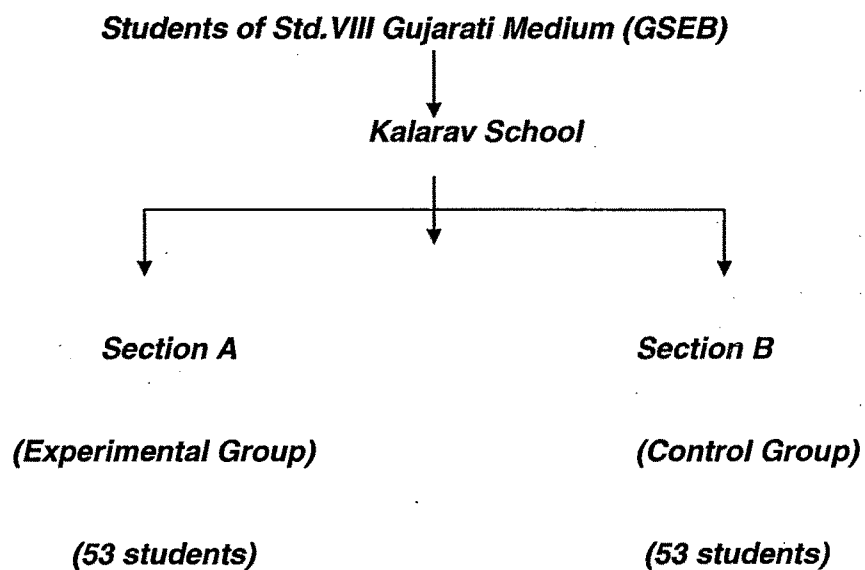 Students of Std.VIII Gujarati Medium (GSEB)
Kalarav School
Section A
Section B
(Experimental Group)
(Control Group)
(53 students)
(53 students)